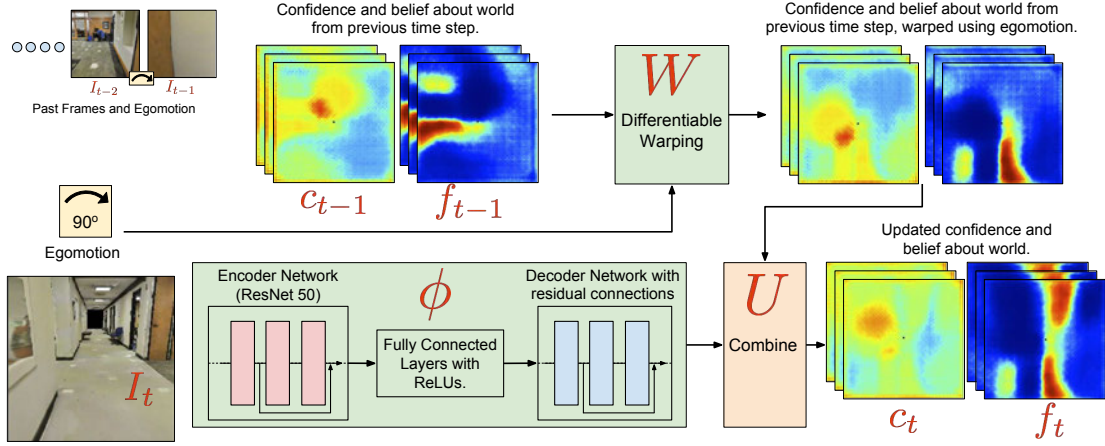 Confidence and belief about world
from previous time step.
Confidence and belief about world from
previous time step, warped using egomotion.
I_{t-2}
I_{t-1}
Past Frames and Egomotion
W
Differentiable
Warping
c_{t-1}
f_{t-1}
90º
Egomotion
Updated confidence and
belief about world.
Encoder Network
(ResNet 50)
ϕ
Decoder Network with
residual connections
Fully Connected
Layers with
ReLUs.
U
Combine
I_t
c_t
f_t